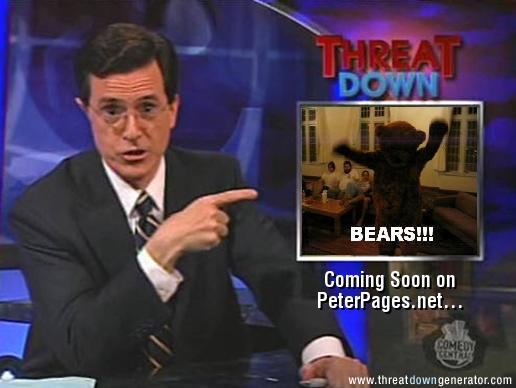 THREAT
DOWN
BEARS!!!
Coming Soon on
PeterPages.net...
COMEDY
CENTRAL
www.threatdowngenerator.com